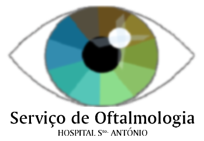 Serviço de Oftalmologia
HOSPITAL Sto. ANTÓNIO